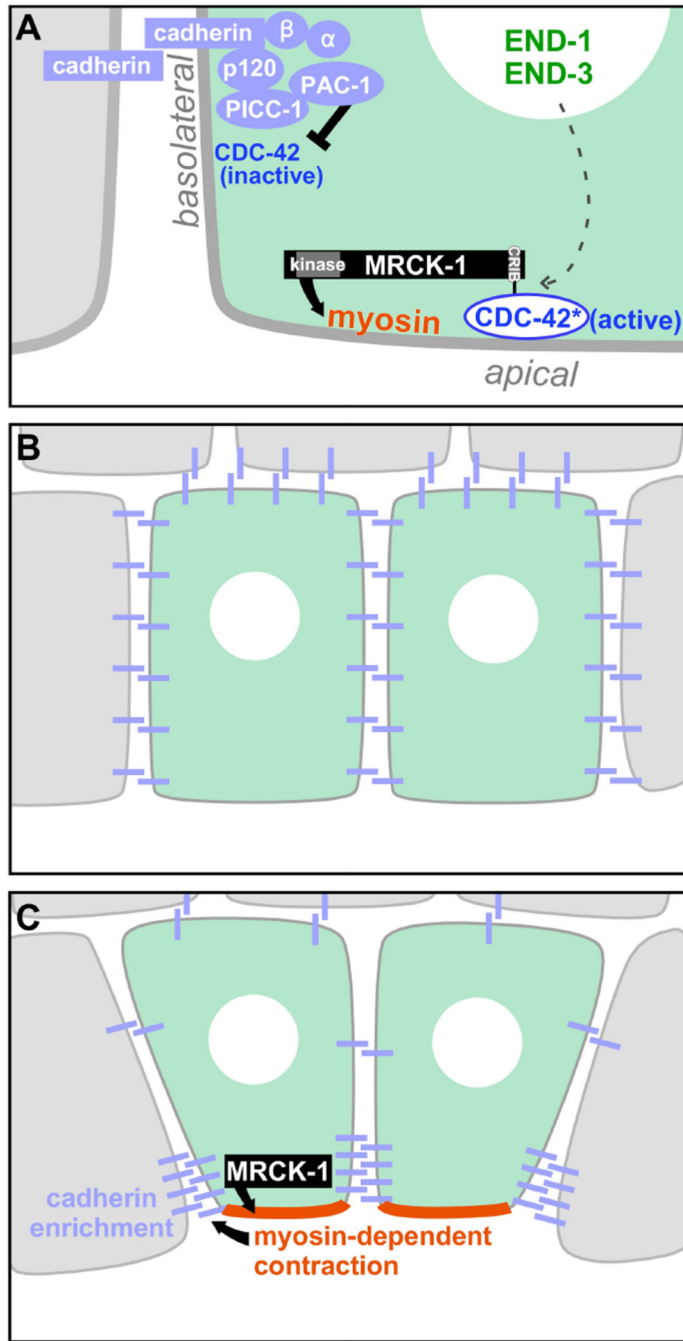 A
cadherin
β
α
cadherin
p120
PAC-1
PICC-1
CDC-42
(inactive)
basolateral
END-1
END-3
kinase
MRCK-1
CRIB
myosin
CDC-42* (active)
apical
B
C
MRCK-1
cadherin
enrichment
myosin-dependent
contraction